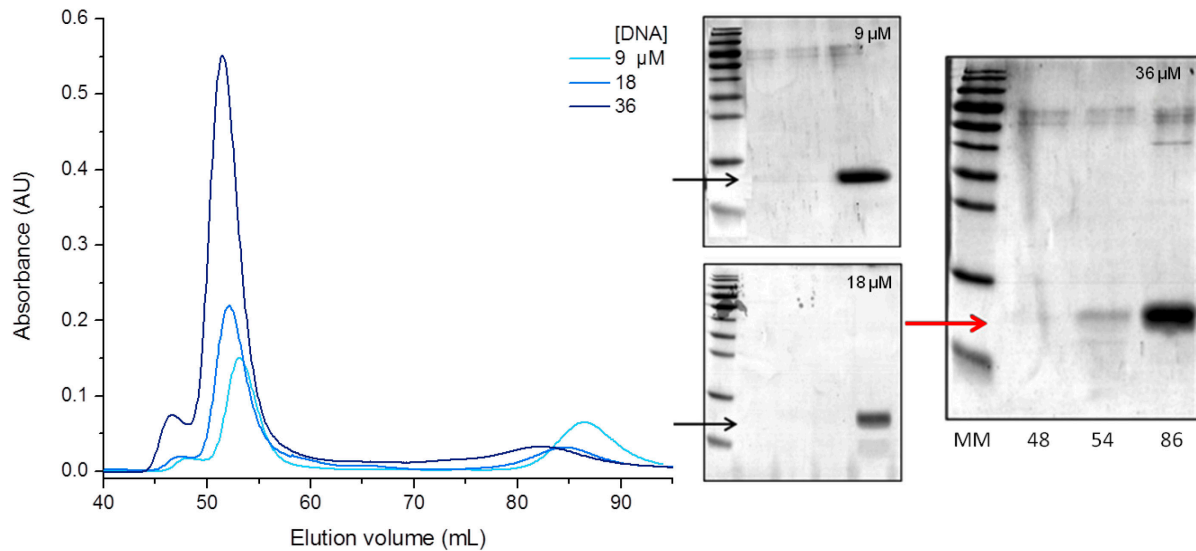 0.6
0.5
0.4
0.3
0.2
0.1
0.0
Absorbance (AU)
40 50 60 70 80 90
Elution volume (mL)
[DNA]
9 µM
18
36
9 µM
18 µM
36 µM
MM 48 54 86